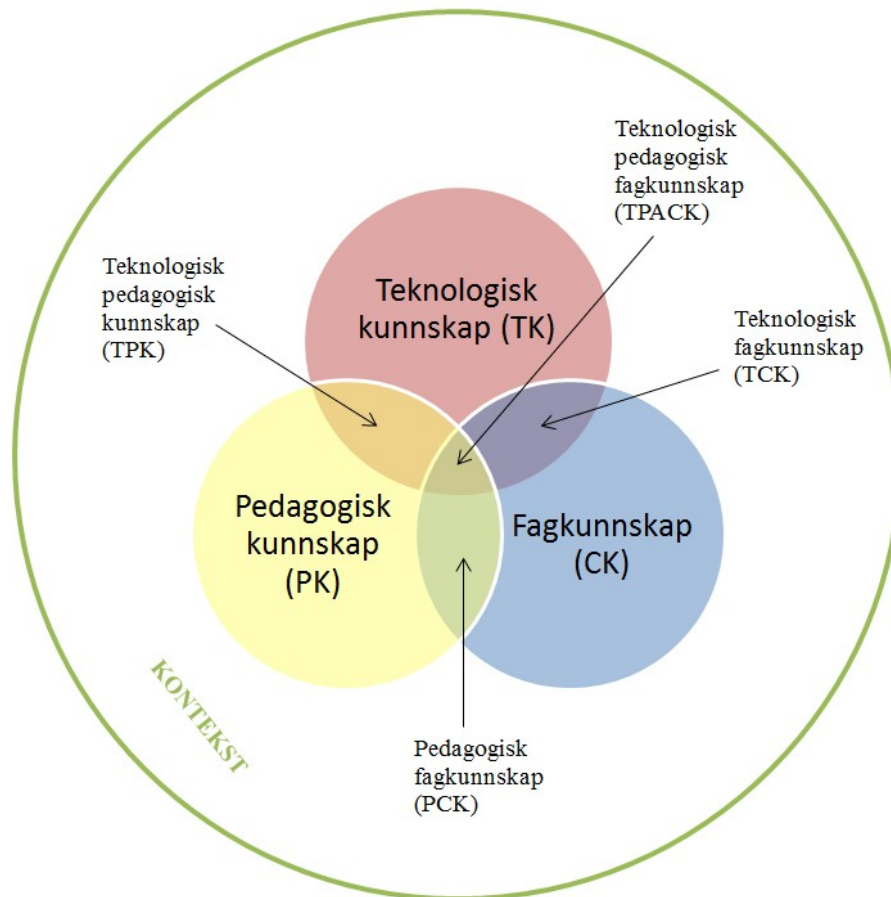 Teknologisk
pedagogisk
fagkunnskap
(TPACK)
Teknologisk
pedagogisk
kunnskap
(TPK)
Teknologisk
kunnskap (TK)
Teknologisk
fagkunnskap
(TCK)
Pedagogisk
kunnskap
(PK)
Fagkunnskap
(CK)
KONTEKST
Pedagogisk
fagkunnskap
(PCK)